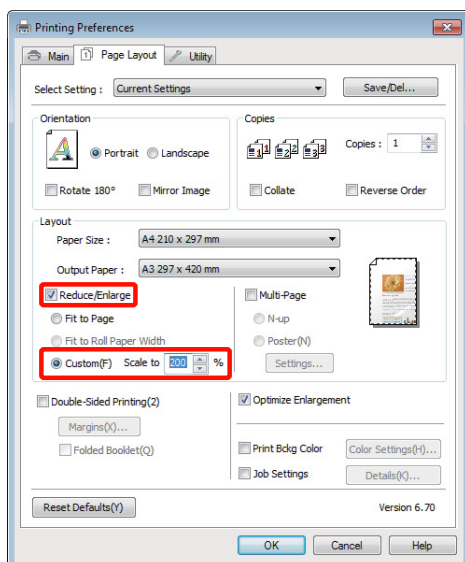 Printing Preferences
Main Page Layout Utility
Select Setting : Current Settings Save/Del...
Orientation Copies
Portrait Landscape Copies : 1
Rotate 180° Mirror Image Collate Reverse Order
Layout
Paper Size : A4 210 x 297 mm
Output Paper : A3 297 x 420 mm
Reduce/Enlarge Multi-Page
Fit to Page N-up
Fit to Roll Paper Width Poster(N)
Custom(F) Scale to 200 % Settings...
Double-Sided Printing(2) Optimize Enlargement
Margins(X)...
Folded Booklet(Q) Print Bckg Color Color Settings(H)...
Job Settings Details(K)...
Reset Defaults(Y) Version 6.70
OK Cancel Help